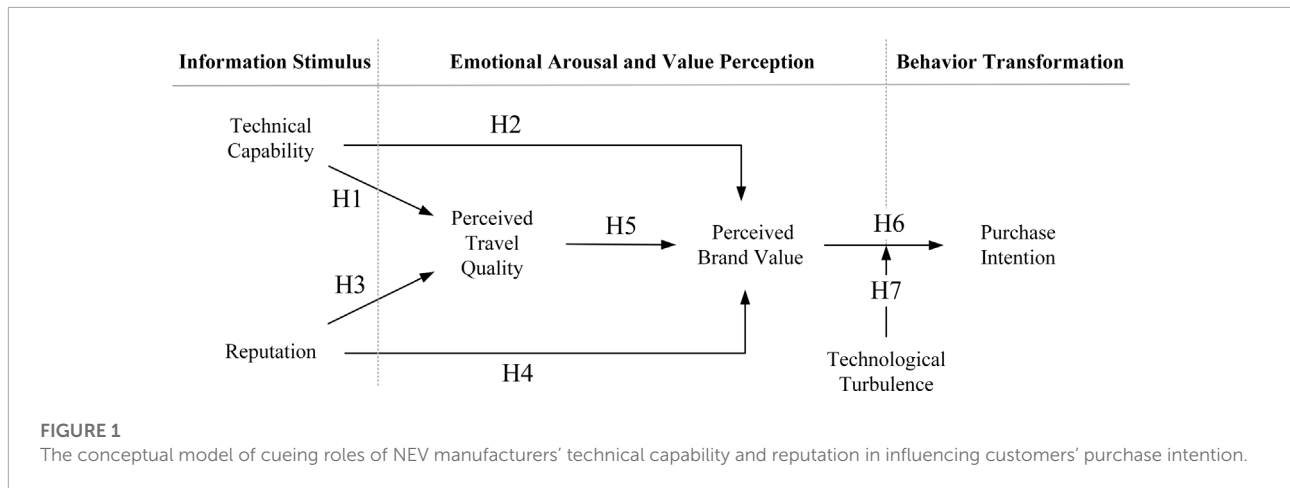 Information Stimulus
Emotional Arousal and Value Perception
Behavior Transformation
Technical
Capability
H2
H1
Perceived
Travel
Quality
H5
Perceived
Brand Value
H6
Purchase
Intention
H3
H7
Reputation
H4
Technological
Turbulence
FIGURE 1
The conceptual model of cueing roles of NEV manufacturers’ technical capability and reputation in influencing customers’ purchase intention.